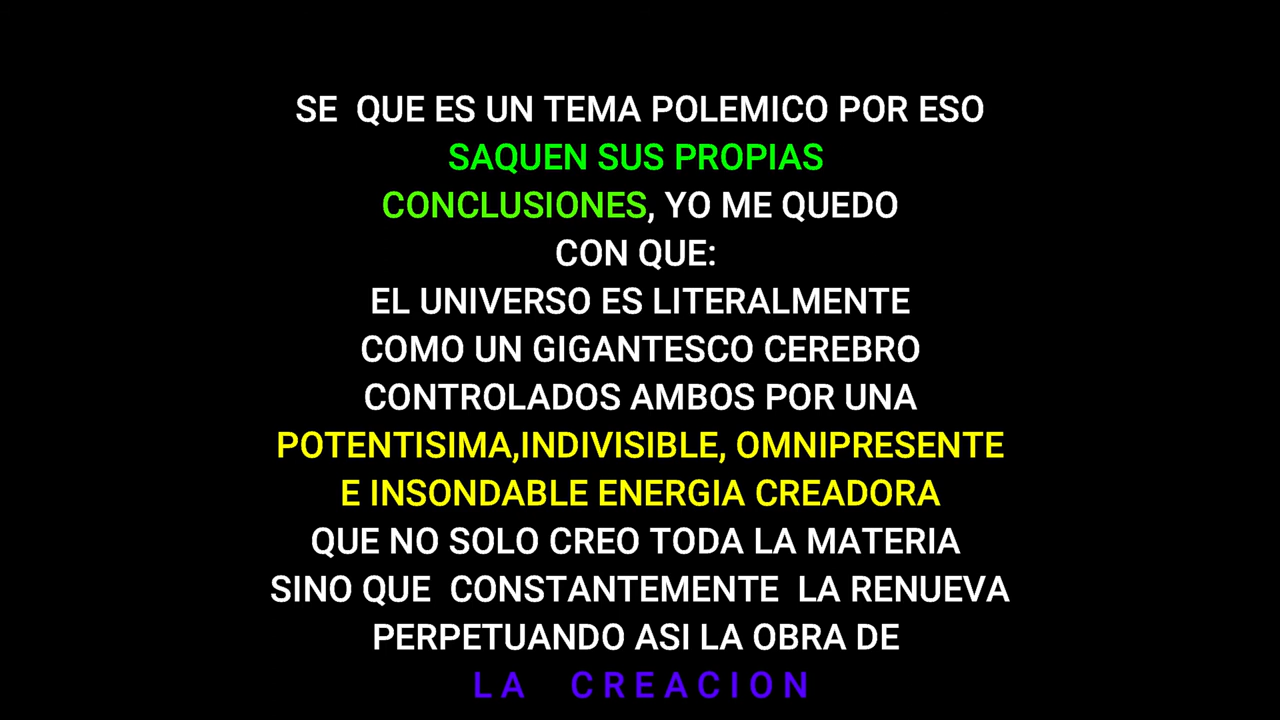 SE  QUE ES UN TEMA POLEMICO POR ESO
SAQUEN SUS PROPIAS
CONCLUSIONES, YO ME QUEDO
CON QUE:
EL UNIVERSO ES LITERALMENTE
COMO UN GIGANTESCO CEREBRO
CONTROLADOS AMBOS POR UNA
POTENTISIMA,INDIVISIBLE, OMNIPRESENTE
E INSONDABLE ENERGIA CREADORA
QUE NO SOLO CREO TODA LA MATERIA
SINO QUE  CONSTANTEMENTE  LA RENUEVA
PERPETUANDO ASI LA OBRA DE
L A    C R E A C I O N